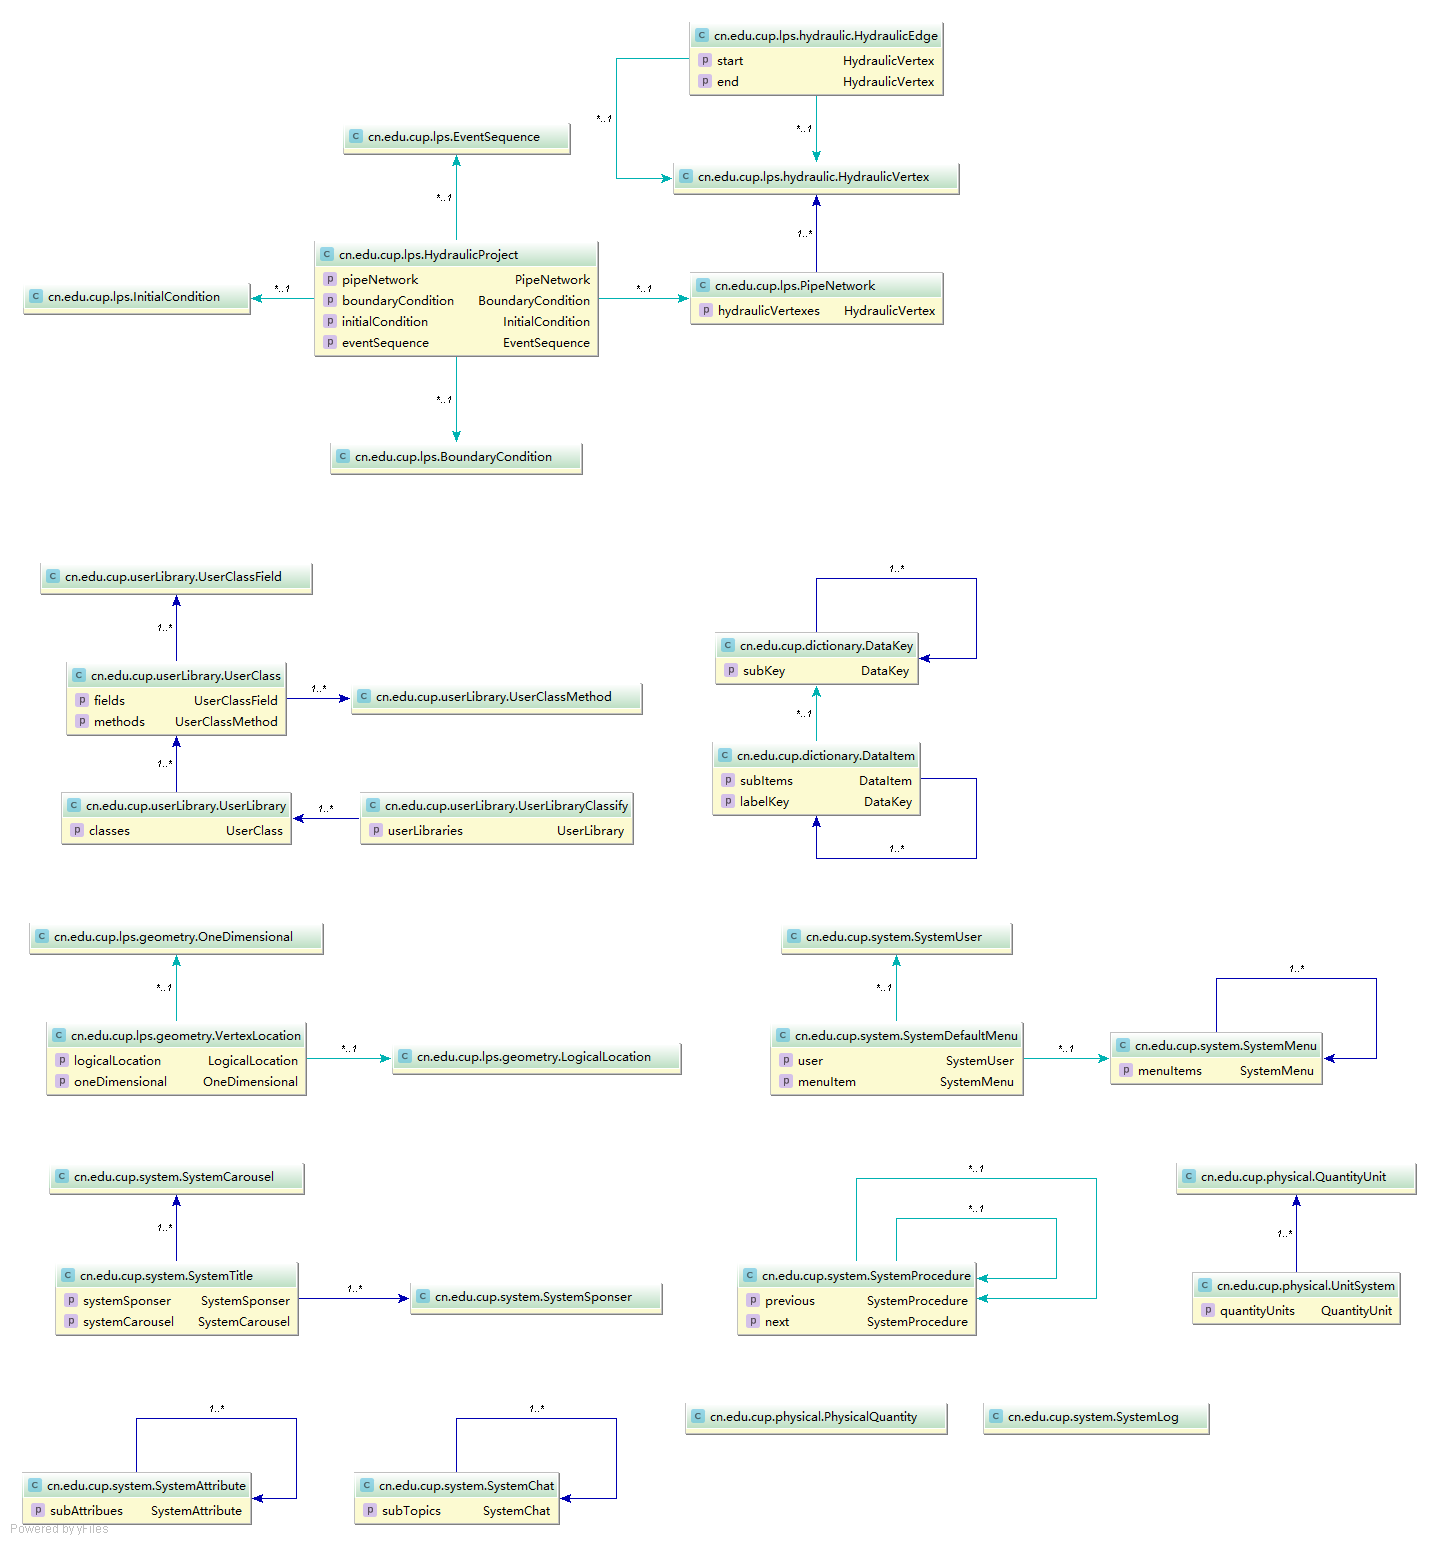 cn.edu.cup.lps.hydraulic.HydraulicEdge
start HydraulicVertex
end HydraulicVertex
*..1
*..1
cn.edu.cup.lps.EventSequence
cn.edu.cup.lps.hydraulic.HydraulicVertex
*..1
1..*
cn.edu.cup.lps.HydraulicProject
pipeNetwork PipeNetwork
boundaryCondition BoundaryCondition
initialCondition InitialCondition
eventSequence EventSequence
cn.edu.cup.lps.InitialCondition
*..1
*..1
cn.edu.cup.lps.PipeNetwork
hydraulicVertexes HydraulicVertex
*..1
cn.edu.cup.lps.BoundaryCondition
cn.edu.cup.userLibrary.UserClassField
1..*
cn.edu.cup.userLibrary.UserClass
fields UserClassField
methods UserClassMethod
1..*
cn.edu.cup.userLibrary.UserClassMethod
1..*
cn.edu.cup.userLibrary.UserLibrary
classes UserClass
1..*
cn.edu.cup.userLibrary.UserLibraryClassify
userLibraries UserLibrary
1..*
cn.edu.cup.dictionary.DataKey
subKey DataKey
*..1
cn.edu.cup.dictionary.DataItem
subItems DataItem
labelKey DataKey
1..*
cn.edu.cup.lps.geometry.OneDimensional
*..1
cn.edu.cup.lps.geometry.VertexLocation
logicalLocation LogicalLocation
oneDimensional OneDimensional
*..1
cn.edu.cup.lps.geometry.LogicalLocation
cn.edu.cup.system.SystemUser
*..1
cn.edu.cup.system.SystemDefaultMenu
user SystemUser
menuItem SystemMenu
*..1
1..*
cn.edu.cup.system.SystemMenu
menuItems SystemMenu
cn.edu.cup.system.SystemCarousel
1..*
cn.edu.cup.system.SystemTitle
systemSponser SystemSponser
systemCarousel SystemCarousel
1..*
cn.edu.cup.system.SystemSponser
*..1
*..1
cn.edu.cup.system.SystemProcedure
previous SystemProcedure
next SystemProcedure
cn.edu.cup.physical.QuantityUnit
1..*
cn.edu.cup.physical.UnitSystem
quantityUnits QuantityUnit
1..*
cn.edu.cup.system.SystemAttribute
subAttribues SystemAttribute
1..*
cn.edu.cup.system.SystemChat
subTopics SystemChat
cn.edu.cup.physical.PhysicalQuantity
cn.edu.cup.system.SystemLog
Powered by yFiles